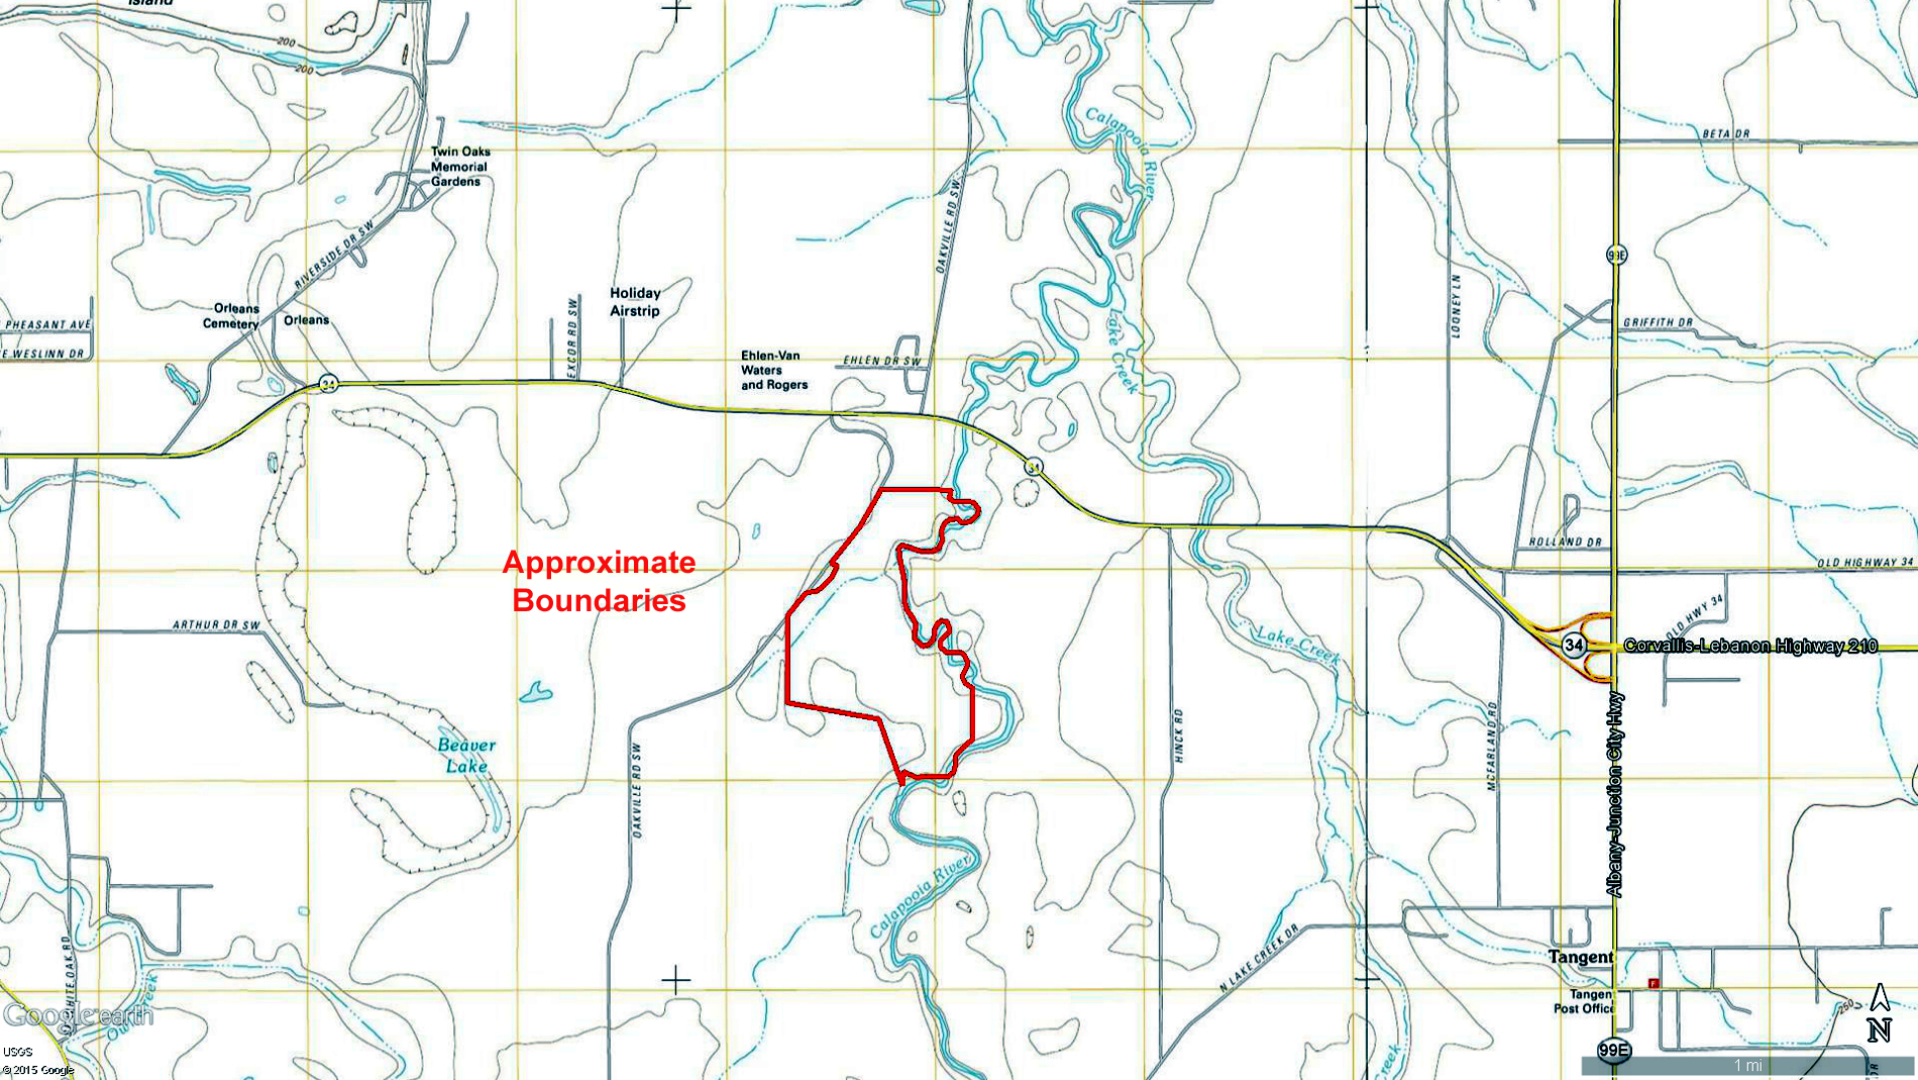 Island
200
200
Calapooia River
BETA DR
Twin Oaks
Memorial
Gardens
OAKVILLE RD SW
RIVERSIDE DR SW
99E
Holiday
Airstrip
Orleans
Cemetery
Orleans
EXCOR RD SW
LOONEY LN
PHEASANT AVE
E WESLINN DR
GRIFFITH DR
Lake Creek
Ehlen-Van
Waters
and Rogers
EHLEN DR SW
34
34
HOLLAND DR
OLD HIGHWAY 34
Approximate
Boundaries
OLD HWY 34
ARTHUR DR SW
Lake Creek
34
Corvallis-Lebanon Highway 210
Beaver
Lake
OAKVILLE RD SW
HINCK RD
MCFARLAND RD
Albany-Junction City Hwy
Calapooia River
N LAKE CREEK DR
WHITE OAK RD
Tangent
Tangent
Post Office
250
N
Creek
Creek
99E
DR
1 mi
Google earth
USGS
© 2015 Google